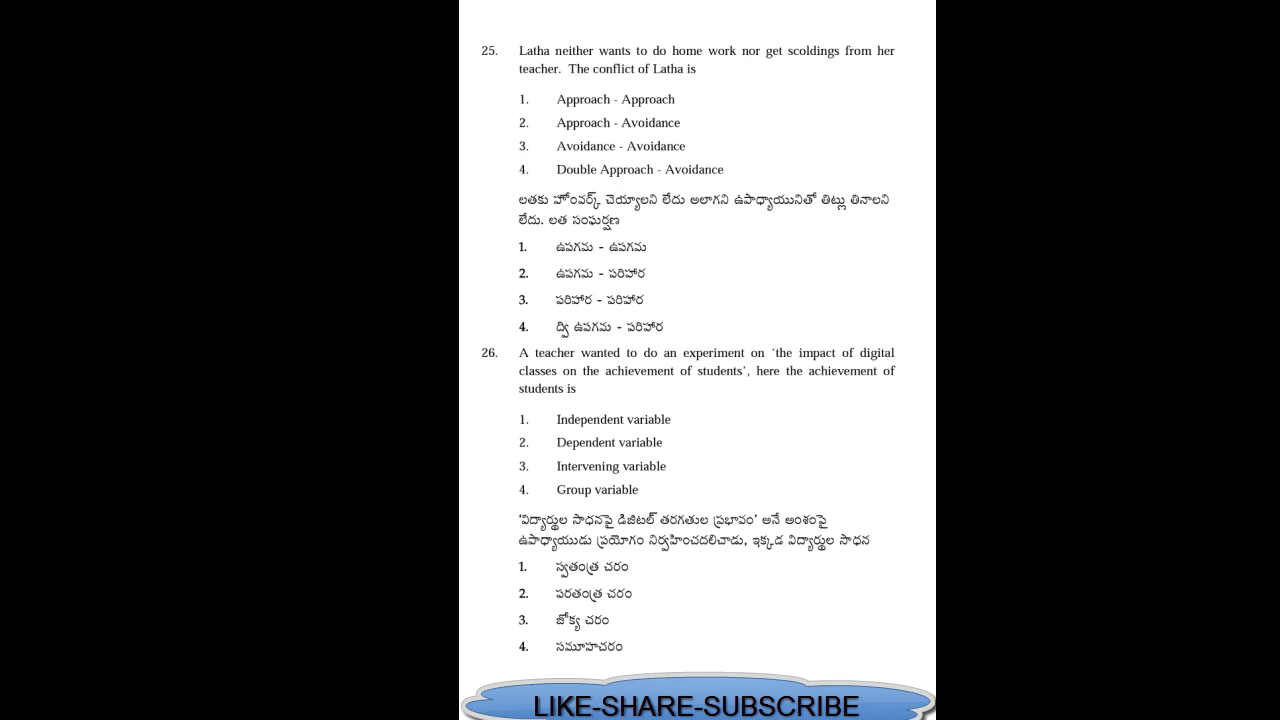 25. Latha neither wants to do home work nor get scoldings from her
teacher. The conflict of Latha is
1. Approach - Approach
2. Approach - Avoidance
3. Avoidance - Avoidance
4. Double Approach - Avoidance
లతకు హోంవర్క్ చెయ్యాలని లేదు అలాగని ఉపాధ్యాయునితో తిట్లు తినాలని
లేదు. లత సంఘర్షణ
1. ఉపగమ - ఉపగమ
2. ఉపగమ - పరిహార
3. పరిహార - పరిహార
4. ద్వి ఉపగమ - పరిహార
26. A teacher wanted to do an experiment on 'the impact of digital
classes on the achievement of students', here the achievement of
students is
1. Independent variable
2. Dependent variable
3. Intervening variable
4. Group variable
'విద్యార్థుల సాధనపై డిజిటల్ తరగతుల ప్రభావం' అనే అంశంపై
ఉపాధ్యాయుడు ప్రయోగం నిర్వహించదలిచాడు, ఇక్కడ విద్యార్థుల సాధన
1. స్వతంత్ర చరం
2. పరతంత్ర చరం
3. జోక్య చరం
4. సమూహచరం
LIKE-SHARE-SUBSCRIBE